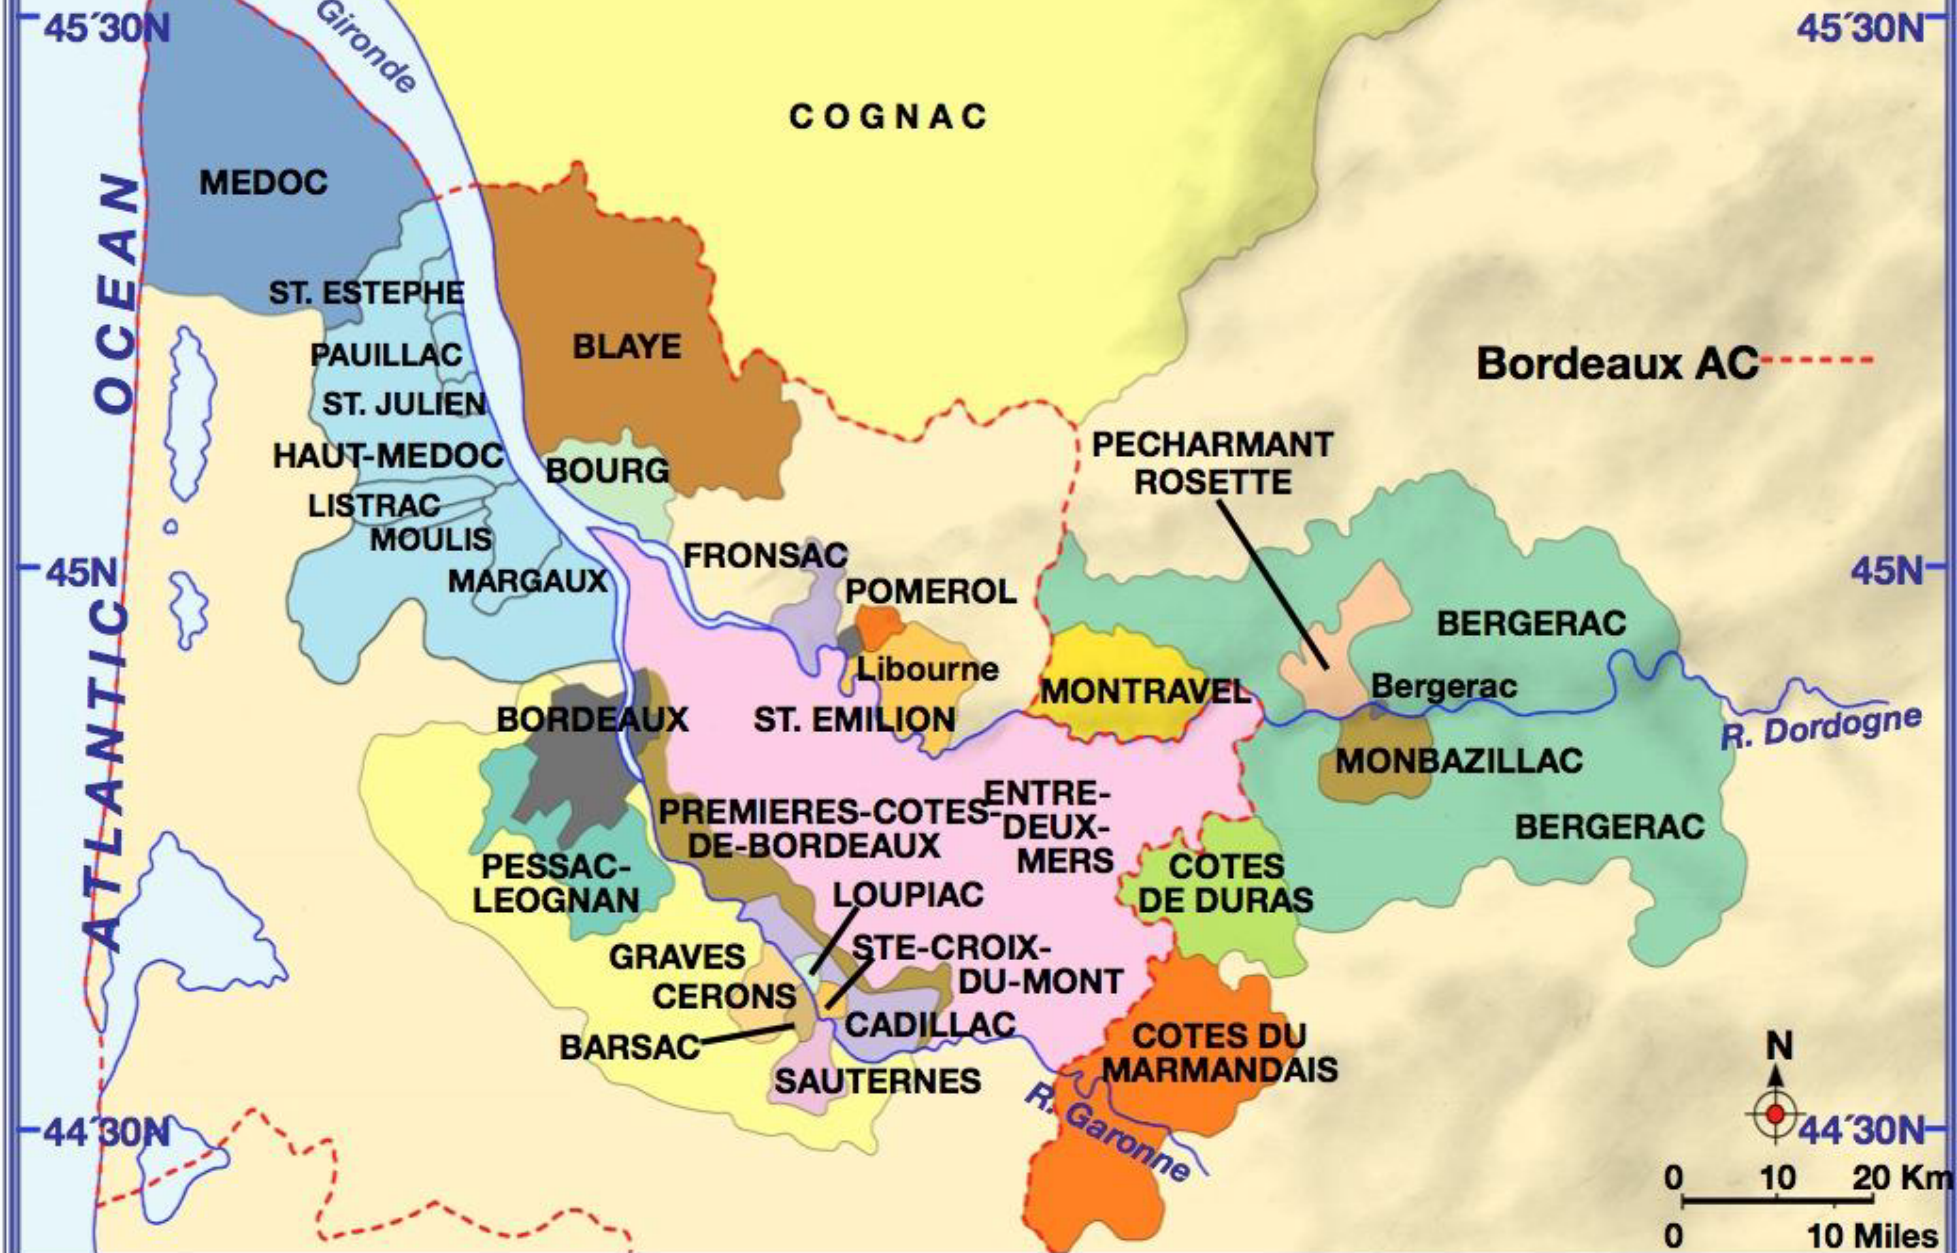 45´30N
Gironde
45´30N
COGNAC
MEDOC
ATLANTIC OCEAN
ST. ESTEPHE
BLAYE
PAUILLAC
Bordeaux AC
ST. JULIEN
HAUT-MEDOC
BOURG
PECHARMANT
ROSETTE
LISTRAC
MOULIS
FRONSAC
45N
45N
MARGAUX
POMEROL
BERGERAC
Libourne
Bergerac
MONTRAVEL
BORDEAUX
ST. EMILION
R. Dordogne
MONBAZILLAC
PREMIERES-COTES-
DE-BORDEAUX
ENTRE-
DEUX-
MERS
BERGERAC
PESSAC-
LEOGNAN
COTES
DE DURAS
LOUPIAC
GRAVES
STE-CROIX-
DU-MONT
CERONS
CADILLAC
BARSAC
COTES DU
MARMANDAIS
SAUTERNES
R. Garonne
N
44´30N
44´30N
0 10 20 Km
0 10 Miles